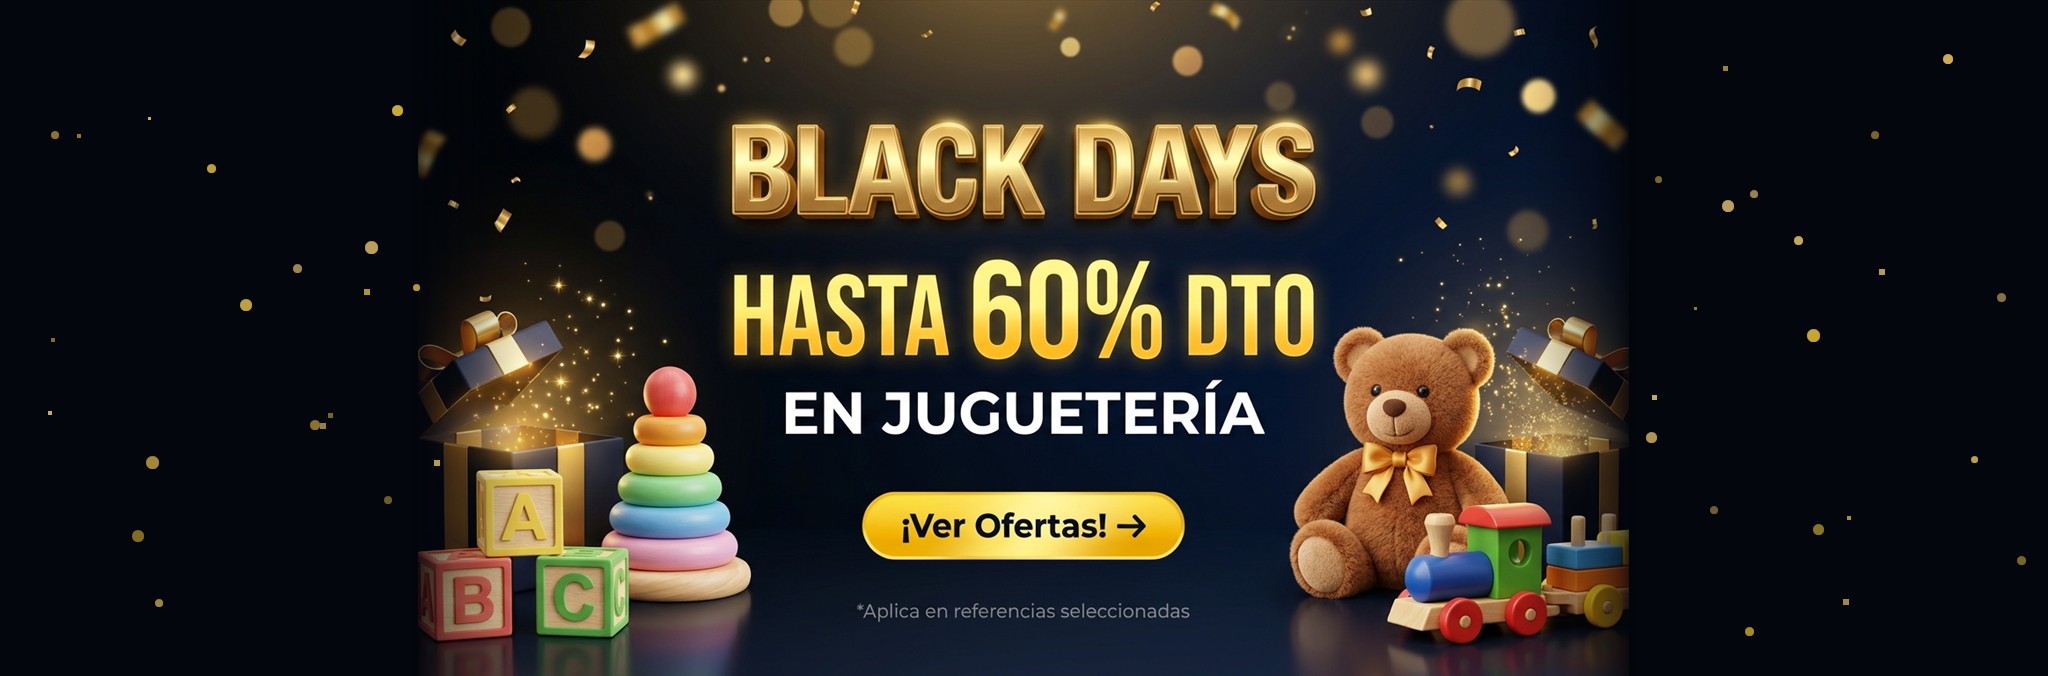 BLACK DAYS
HASTA 60% DTO
EN JUGUETERÍA
¡Ver Ofertas! →
*Aplica en referencias seleccionadas
A
A B C C